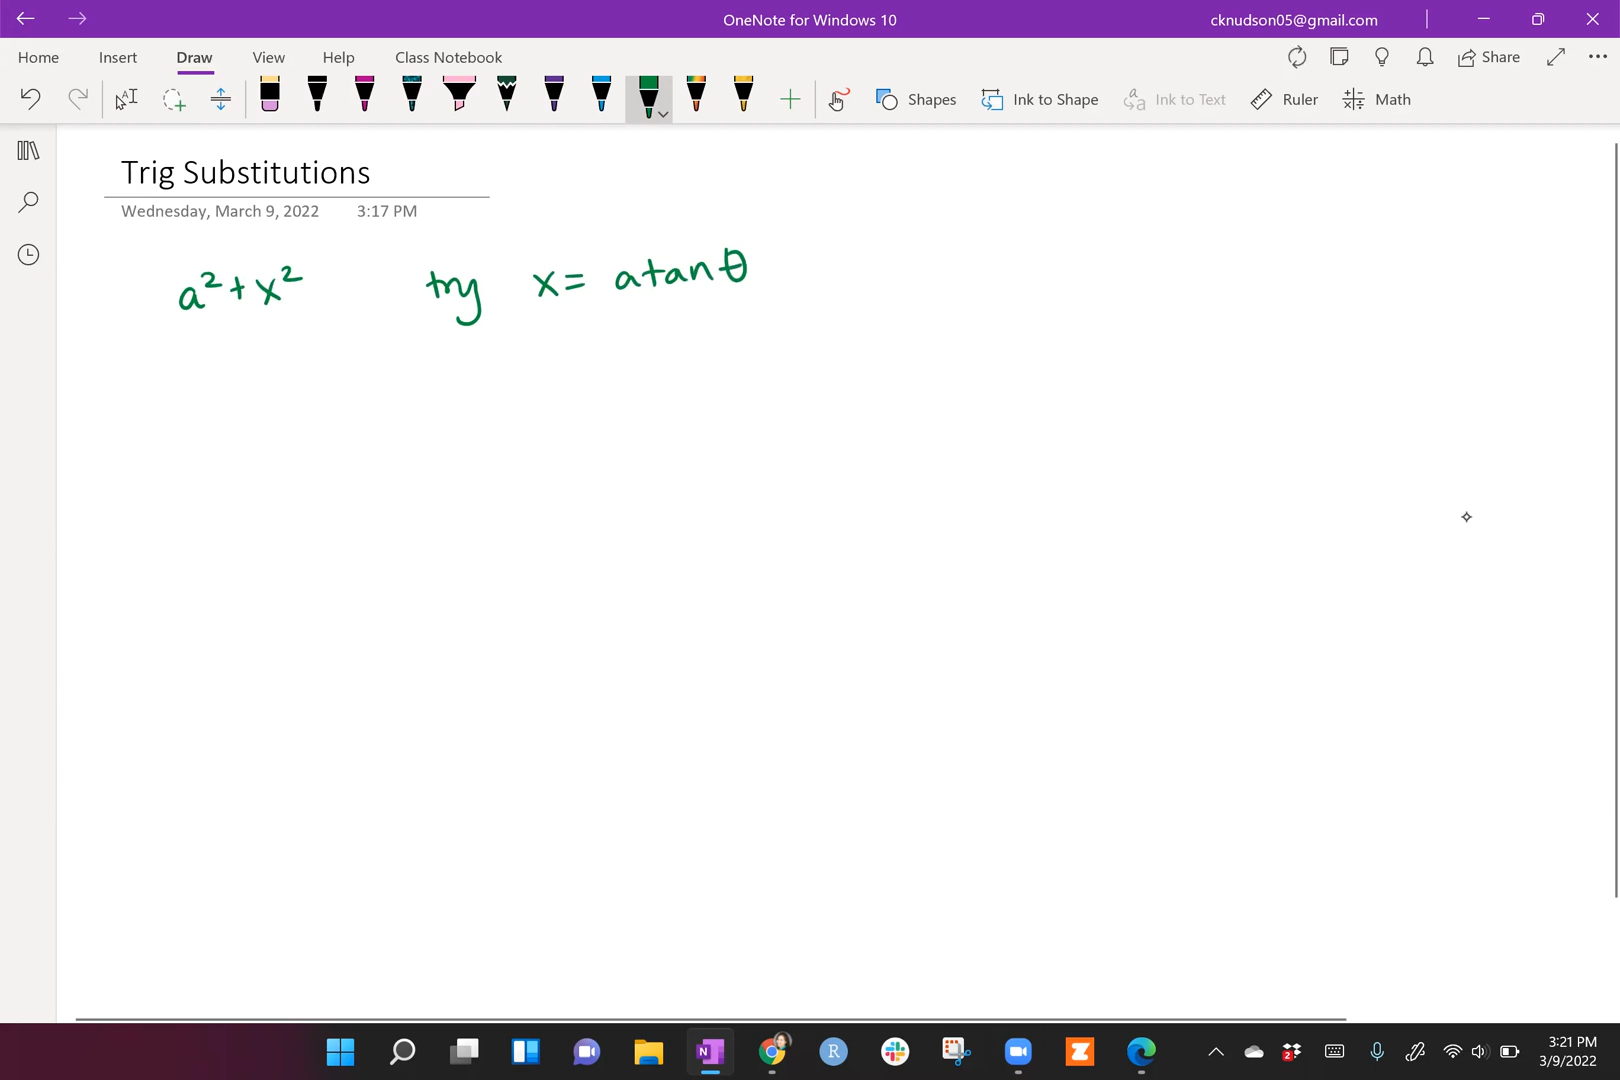 OneNote for Windows 10
cknudson05@gmail.com
Home Insert Draw View Help Class Notebook Share
Shapes Ink to Shape Ink to Text Ruler Math
Trig Substitutions
Wednesday, March 9, 2022 3:17 PM
a² + x² try x = a tan θ
3:21 PM
3/9/2022